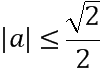 |a| ≤ √2/2